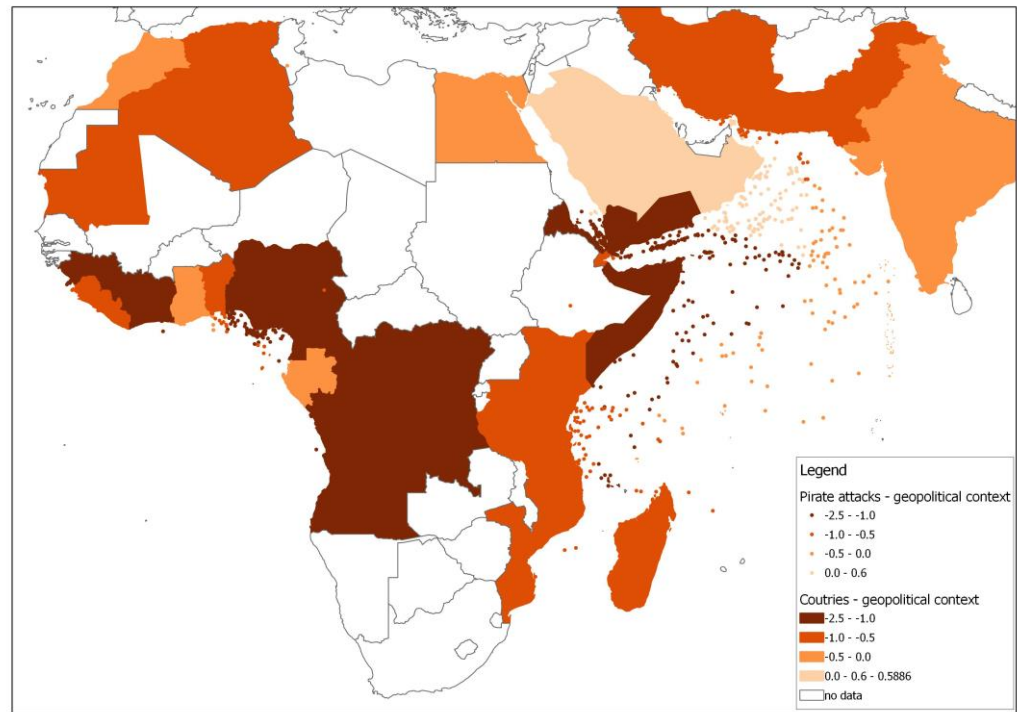 Legend
Pirate attacks - geopolitical context
-2.5 - -1.0
-1.0 - -0.5
-0.5 - 0.0
0.0 - 0.6
Coutries - geopolitical context
-2.5 - -1.0
-1.0 - -0.5
-0.5 - 0.0
0.0 - 0.6 - 0.5886
no data